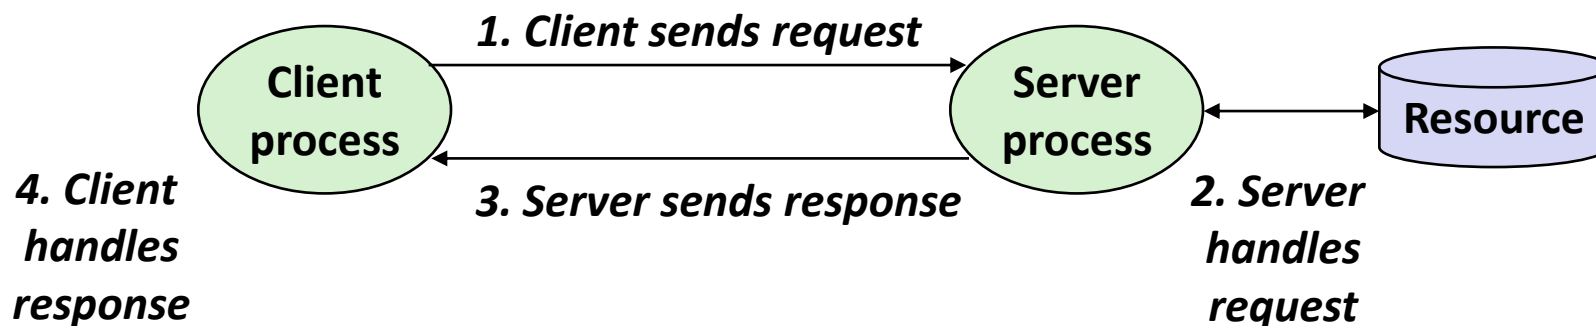 1. Client sends request
Client
process
Server
process
Resource
3. Server sends response
4. Client
handles
response
2. Server
handles
request